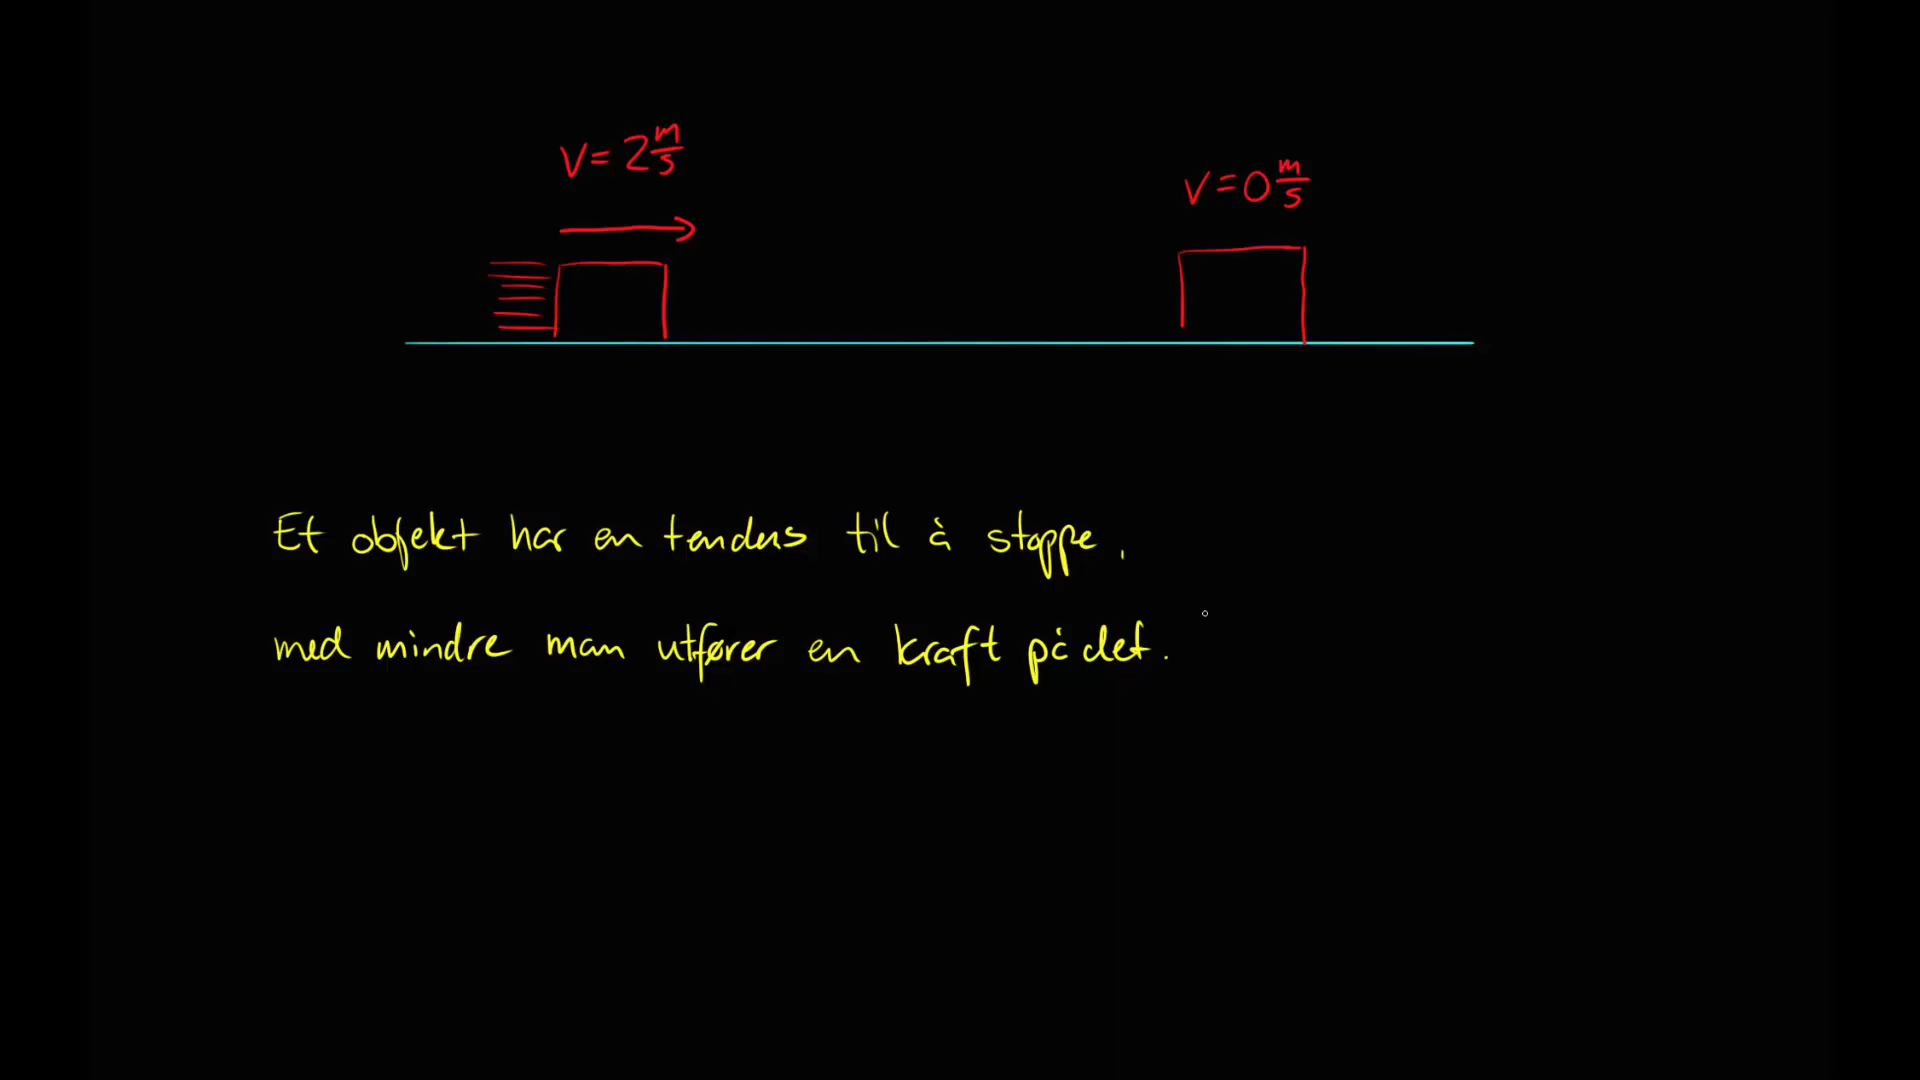 v = 2 m/s
v = 0 m/s
Et objekt har en tendens til å stoppe,
med mindre man utfører en kraft på det.